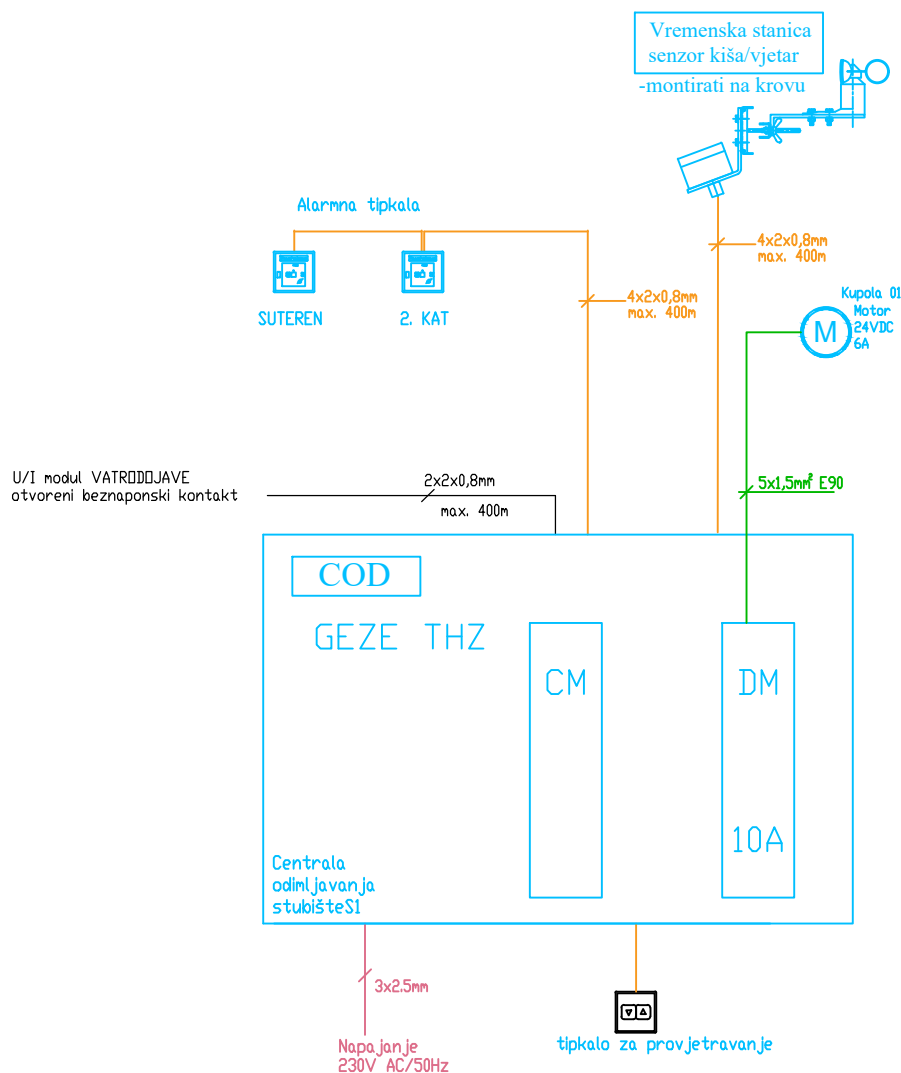 Vremenska stanica
senzor kiša/vjetar
-montirati na krovu
Alarmna tipkala
SUTEREN
2. KAT
4x2x0,8mm
max. 400m
4x2x0,8mm
max. 400m
Kupola 01
Motor
24VDC
6A
M
U/I modul VATRODOJAVE
otvoreni beznaponski kontakt
2x2x0,8mm
max. 400m
5x1,5mm² E90
COD
GEZE THZ
CM
DM
10A
Centrala
odimljavanja
stubišteS1
3x2.5mm
Napajanje
230V AC/50Hz
tipkalo za provjetravanje